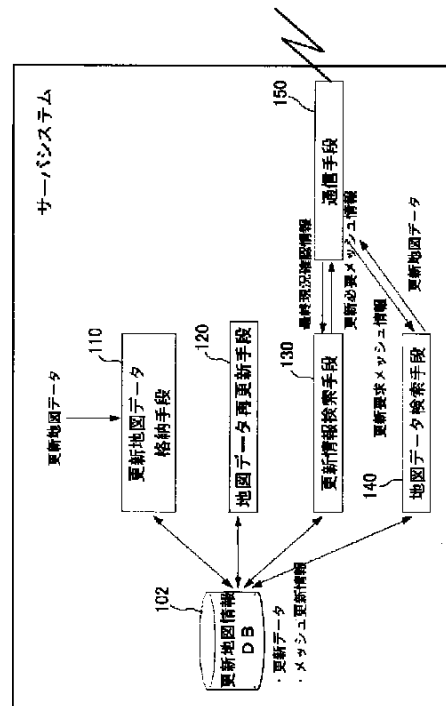 サーバシステム
更新地図データ
110
更新地図データ
格納手段
120
地図データ再更新手段
102
更新地図情報
DB
・更新データ
・メッシュ更新情報
130
更新情報検索手段
最終現況確認情報
更新必要メッシュ情報
150
通信手段
140
地図データ検索手段
更新要求メッシュ情報
更新地図データ